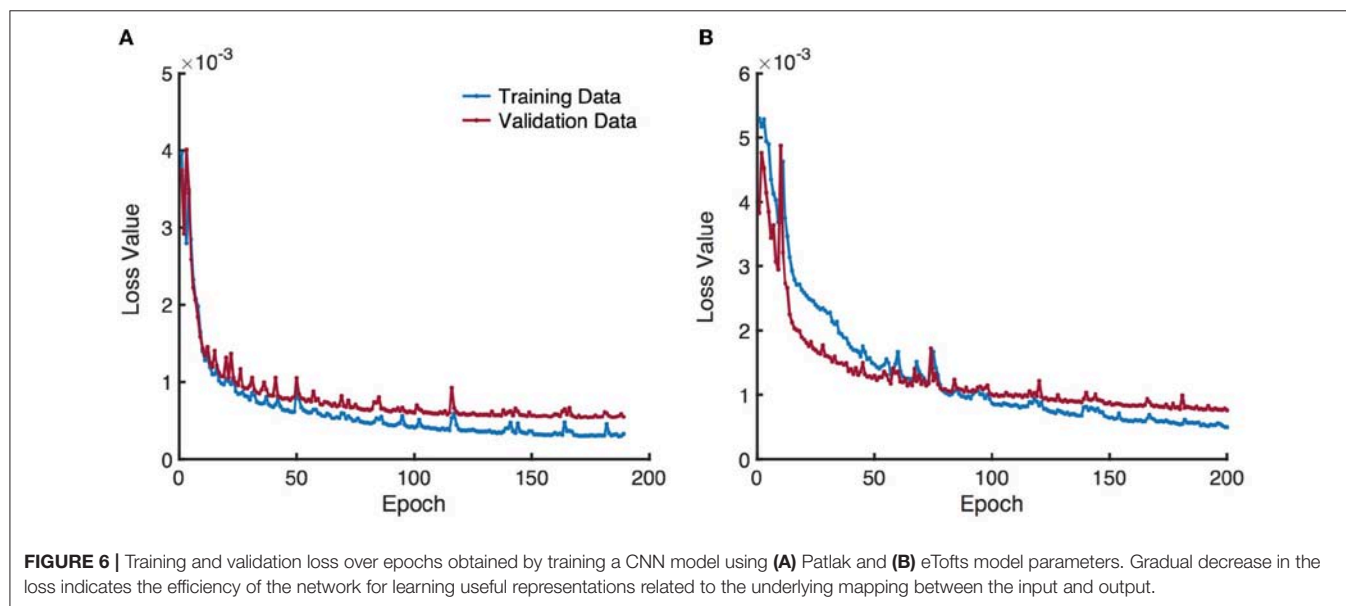 A
×10-3
5
4
3
2
1
0
Loss Value
0 50 100 150 200
Epoch
Training Data
Validation Data
B
×10-3
6
5
4
3
2
1
0
Loss Value
0 50 100 150 200
Epoch
FIGURE 6 | Training and validation loss over epochs obtained by training a CNN model using (A) Patlak and (B) eTofts model parameters. Gradual decrease in the
loss indicates the efficiency of the network for learning useful representations related to the underlying mapping between the input and output.